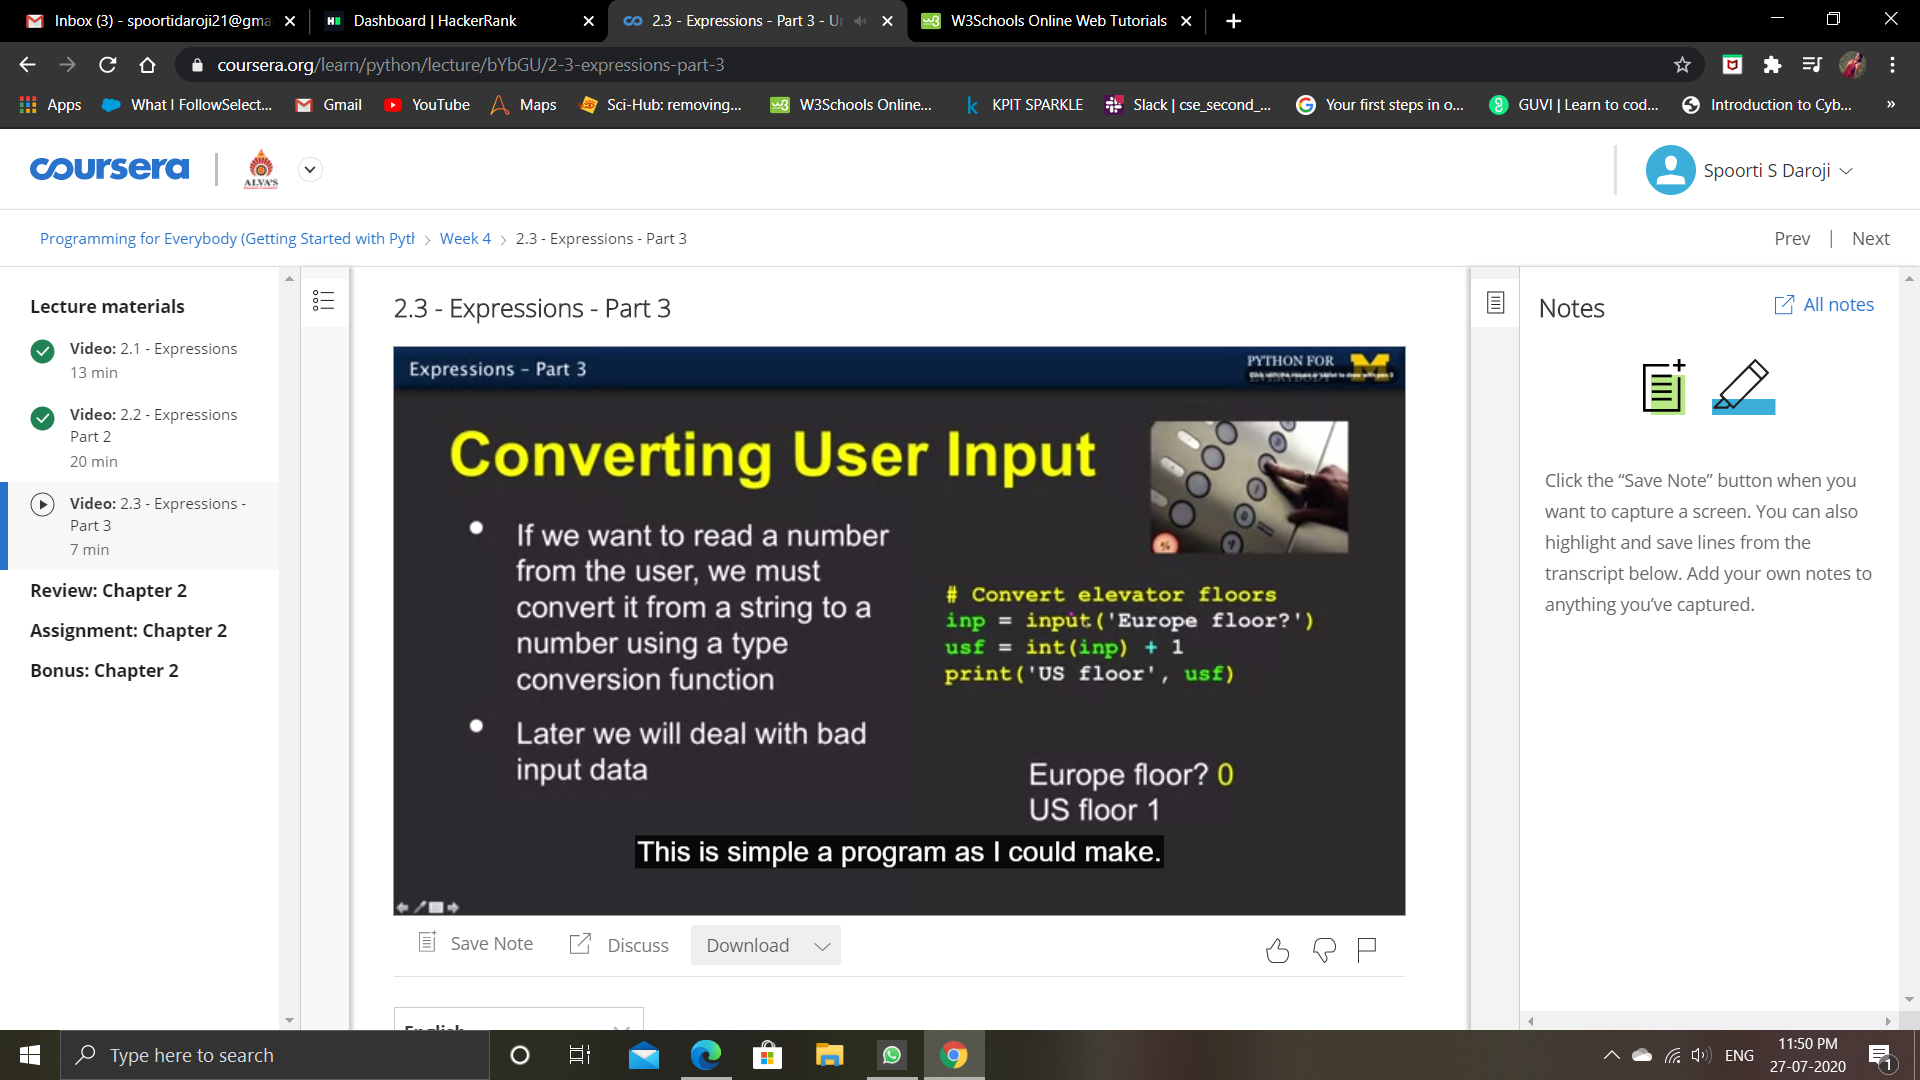 Inbox (3) - spoortidaroji21@gma
Dashboard | HackerRank
2.3 - Expressions - Part 3 - Ur
W3Schools Online Web Tutorials
coursera.org/learn/python/lecture/bYbGU/2-3-expressions-part-3
Apps
What I FollowSelect...
Gmail
YouTube
Maps
Sci-Hub: removing...
W3Schools Online...
KPIT SPARKLE
Slack | cse_second_...
Your first steps in o...
GUVI | Learn to cod...
Introduction to Cyb...
»
coursera
ALVA'S
Spoorti S Daroji
Programming for Everybody (Getting Started with Pyth
Week 4
2.3 - Expressions - Part 3
Prev | Next
Lecture materials
Video: 2.1 - Expressions
13 min
Video: 2.2 - Expressions
Part 2
20 min
Video: 2.3 - Expressions -
Part 3
7 min
Review: Chapter 2
Assignment: Chapter 2
Bonus: Chapter 2
2.3 - Expressions - Part 3
Expressions – Part 3
PYTHON FOR
EVERYBODY
Converting User Input
• If we want to read a number
from the user, we must
convert it from a string to a
number using a type
conversion function
• Later we will deal with bad
input data
# Convert elevator floors
inp = input('Europe floor?')
usf = int(inp) + 1
print('US floor', usf)
Europe floor? 0
US floor 1
This is simple a program as I could make.
Save Note
Discuss
Download
English
Notes
All notes
Click the “Save Note” button when you
want to capture a screen. You can also
highlight and save lines from the
transcript below. Add your own notes to
anything you’ve captured.
Type here to search
ENG
11:50 PM
27-07-2020
1